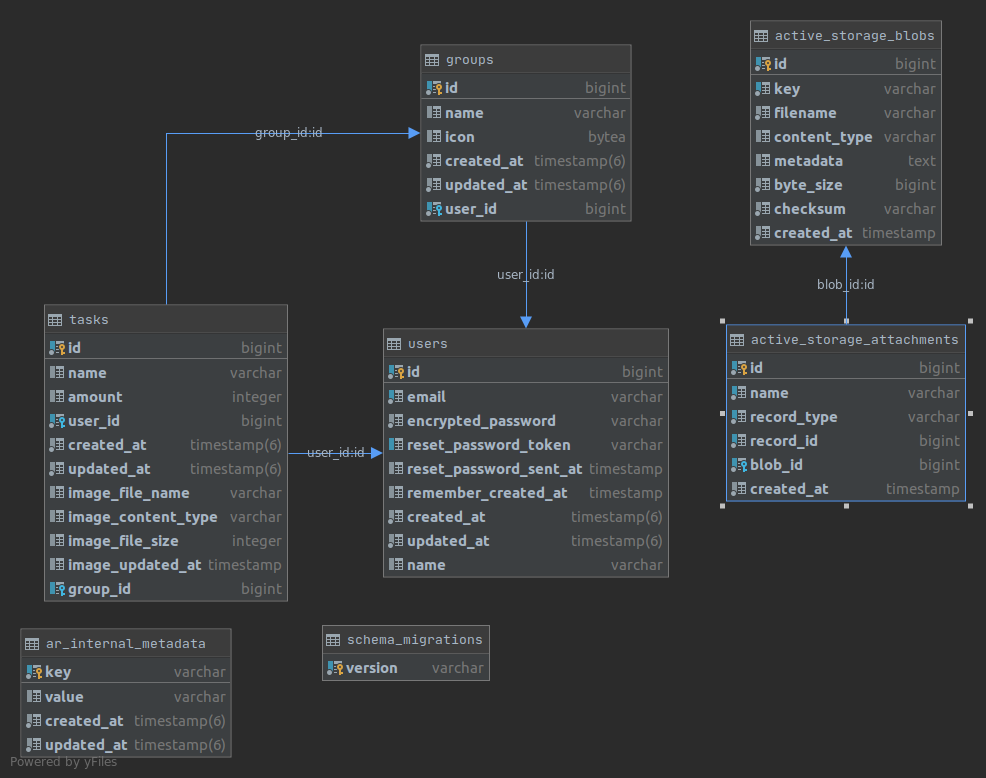 groups
id bigint
name varchar
icon bytea
created_at timestamp(6)
updated_at timestamp(6)
user_id bigint
active_storage_blobs
id bigint
key varchar
filename varchar
content_type varchar
metadata text
byte_size bigint
checksum varchar
created_at timestamp
group_id:id
user_id:id
blob_id:id
tasks
id bigint
name varchar
amount integer
user_id bigint
created_at timestamp(6)
updated_at timestamp(6)
image_file_name varchar
image_content_type varchar
image_file_size integer
image_updated_at timestamp
group_id bigint
user_id:id
users
id bigint
email varchar
encrypted_password varchar
reset_password_token varchar
reset_password_sent_at timestamp
remember_created_at timestamp
created_at timestamp(6)
updated_at timestamp(6)
name varchar
active_storage_attachments
id bigint
name varchar
record_type varchar
record_id bigint
blob_id bigint
created_at timestamp
ar_internal_metadata
key varchar
value varchar
created_at timestamp(6)
updated_at timestamp(6)
schema_migrations
version varchar
Powered by yFiles